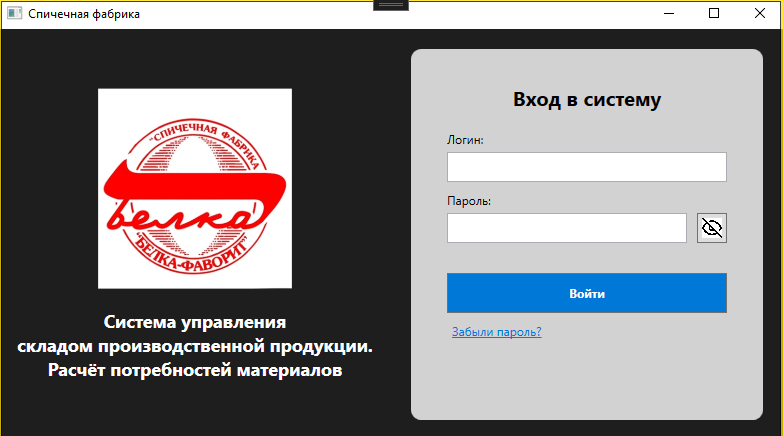 Спичечная фабрика
"СПИЧЕЧНАЯ ФАБРИКА
белка
"БЕЛКА-ФАВОРИТ"
Система управления
складом производственной продукции.
Расчёт потребностей материалов
Вход в систему
Логин:
Пароль:
Войти
Забыли пароль?